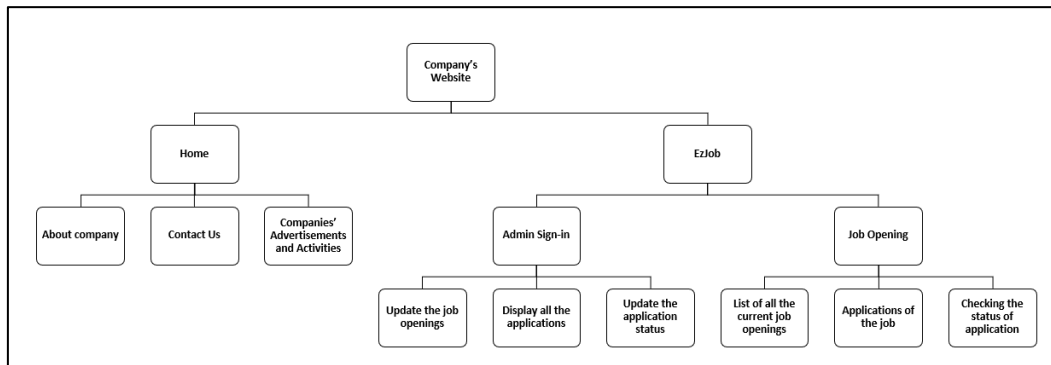 Company's
Website
Home
EzJob
About company
Contact Us
Companies'
Advertisements
and Activities
Admin Sign-in
Job Opening
Update the job
openings
Display all the
applications
Update the
application
status
List of all the
current job
openings
Applications of
the job
Checking the
status of
application